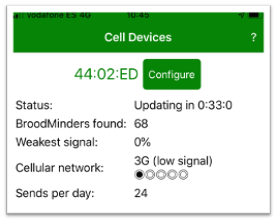 vodafone ES 4G 10:45
Cell Devices ?
44:02:ED Configure
Status: Updating in 0:33:0
BroodMinders found: 68
Weakest signal: 0%
Cellular network: 3G (low signal)
Sends per day: 24